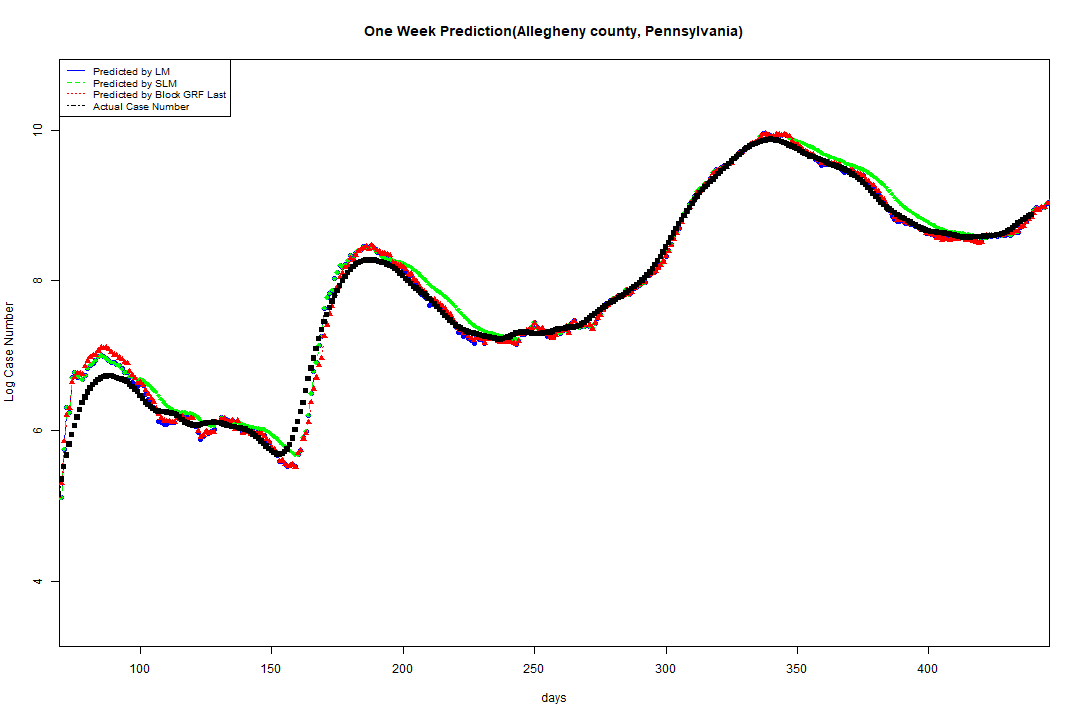 One Week Prediction(Allegheny county, Pennsylvania)
Predicted by LM
Predicted by SLM
Predicted by Block GRF Last
Actual Case Number
10
8
6
4
Log Case Number
100 150 200 250 300 350 400
days